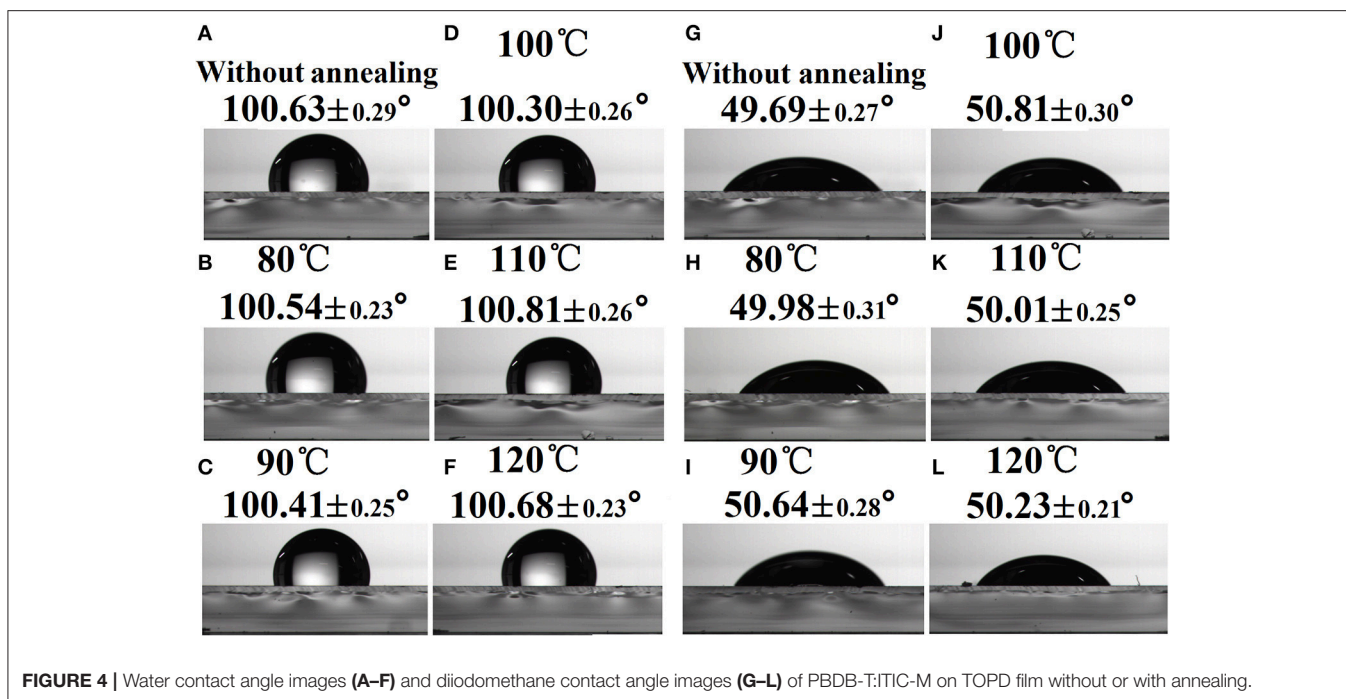 A
Without annealing
100.63±0.29°
D
100℃
100.30±0.26°
G
Without annealing
49.69±0.27°
J
100℃
50.81±0.30°
B
80℃
100.54±0.23°
E
110℃
100.81±0.26°
H
80℃
49.98±0.31°
K
110℃
50.01±0.25°
C
90℃
100.41±0.25°
F
120℃
100.68±0.23°
I
90℃
50.64±0.28°
L
120℃
50.23±0.21°
FIGURE 4 | Water contact angle images (A–F) and diiodomethane contact angle images (G–L) of PBDB-T:ITIC-M on TOPD film without or with annealing.